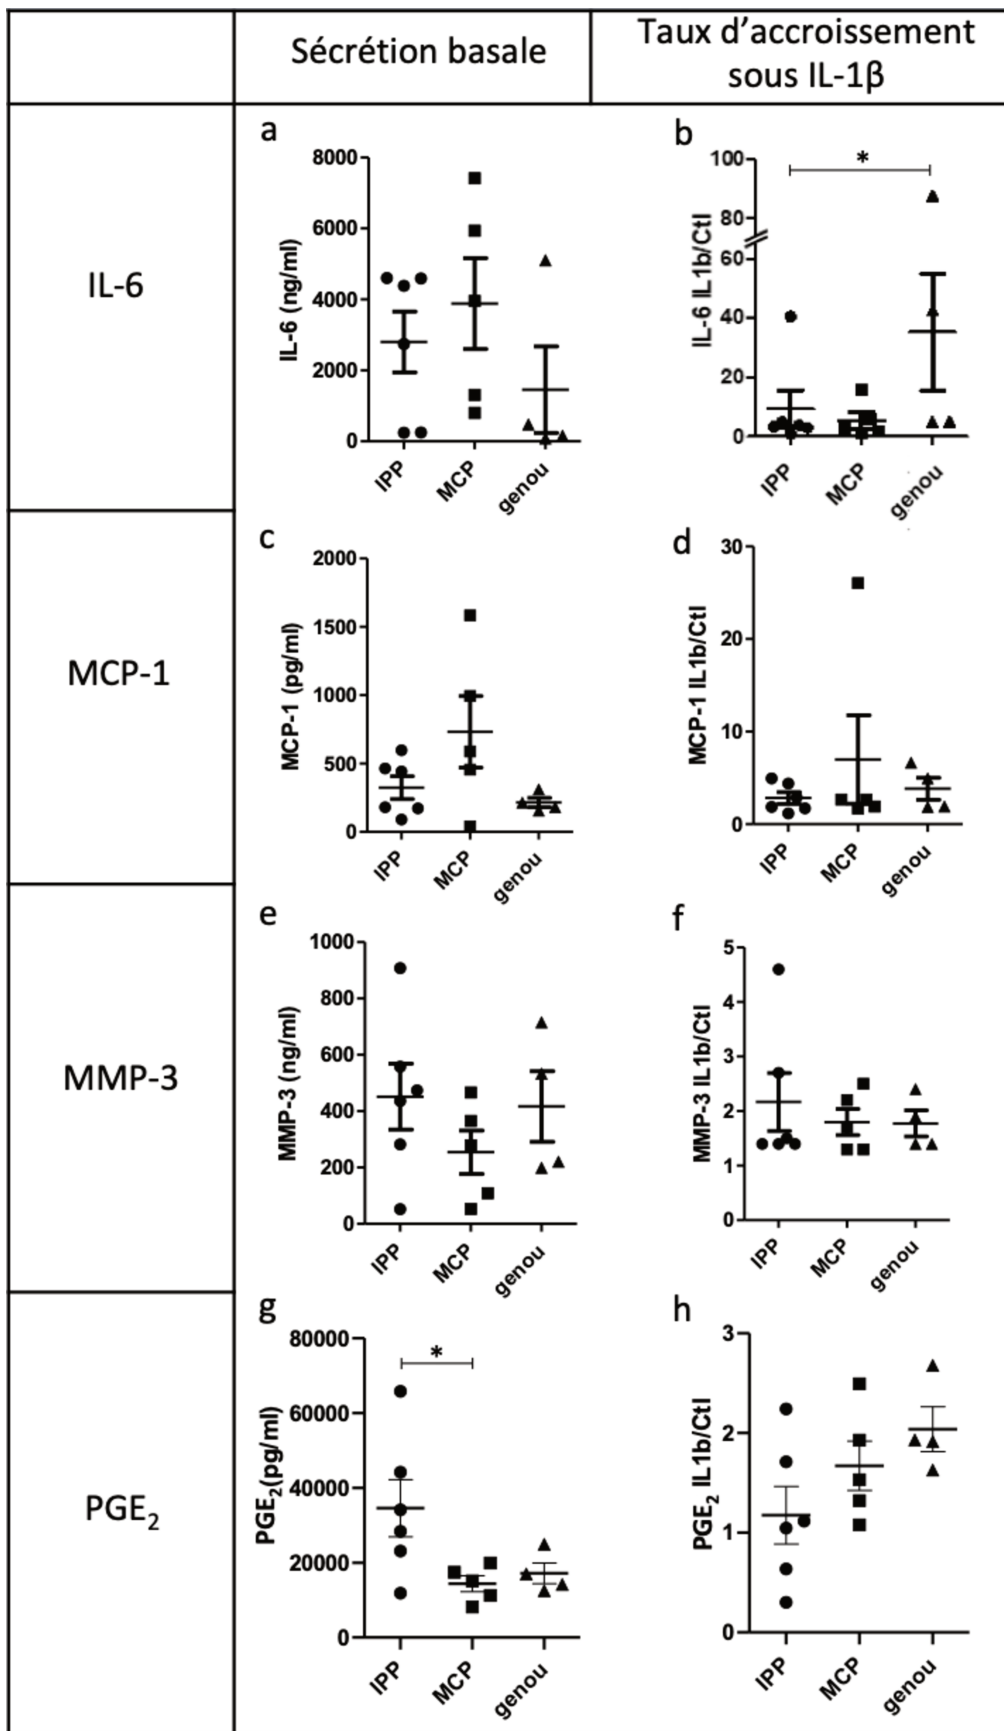 Sécrétion basale
Taux d’accroissement
sous IL-1β
IL-6
a
8000
6000
4000
2000
0
IL-6 (ng/ml)
IPP
MCP
genou
b
100
80
60
40
20
0
IL-6 IL1b/Ctl
*
IPP
MCP
genou
MCP-1
c
2000
1500
1000
500
0
MCP-1 (pg/ml)
IPP
MCP
genou
d
30
20
10
0
MCP-1 IL1b/Ctl
IPP
MCP
genou
MMP-3
e
1000
800
600
400
200
0
MMP-3 (ng/ml)
IPP
MCP
genou
f
5
4
3
2
1
0
MMP-3 IL1b/Ctl
IPP
MCP
genou
PGE₂
g
80000
60000
40000
20000
0
PGE₂(pg/ml)
*
IPP
MCP
genou
h
3
2
1
0
PGE₂ IL1b/Ctl
IPP
MCP
genou